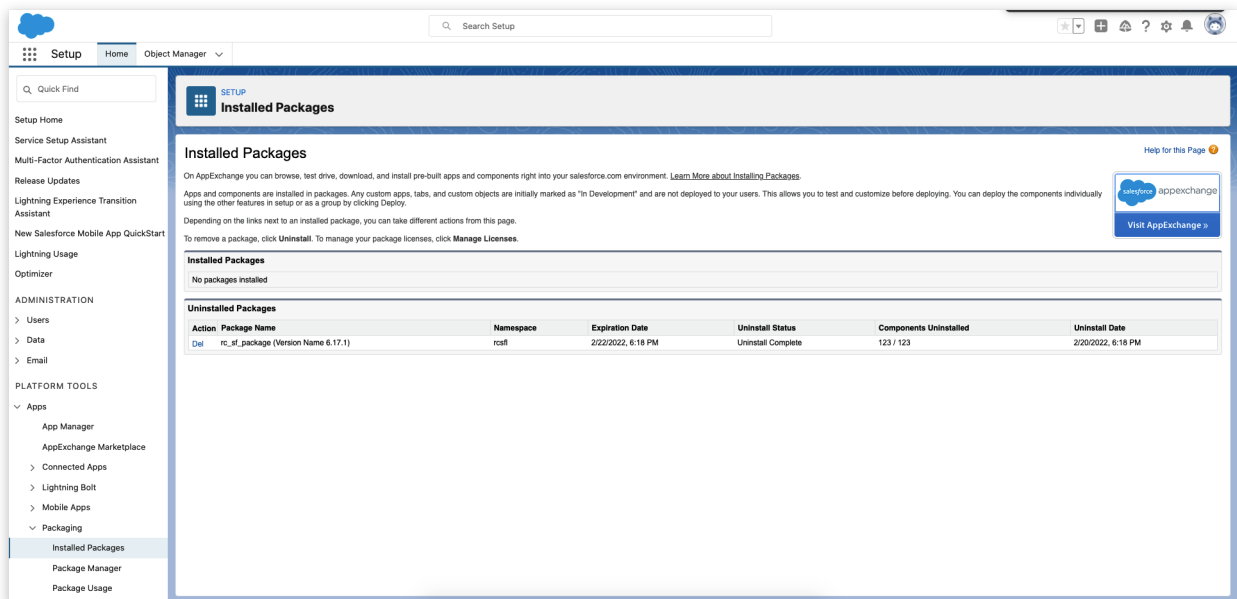 Search Setup
Setup
Home
Object Manager
Quick Find
Setup Home
Service Setup Assistant
Multi-Factor Authentication Assistant
Release Updates
Lightning Experience Transition
Assistant
New Salesforce Mobile App QuickStart
Lightning Usage
Optimizer
ADMINISTRATION
Users
Data
Email
PLATFORM TOOLS
Apps
App Manager
AppExchange Marketplace
Connected Apps
Lightning Bolt
Mobile Apps
Packaging
Installed Packages
Package Manager
Package Usage
SETUP
Installed Packages
Installed Packages
Help for this Page ?
On AppExchange you can browse, test drive, download, and install pre-built apps and components right into your salesforce.com environment. Learn More about Installing Packages.
Apps and components are installed in packages. Any custom apps, tabs, and custom objects are initially marked as "In Development" and are not deployed to your users. This allows you to test and customize before deploying. You can deploy the components individually
using the other features in setup or as a group by clicking Deploy.
Depending on the links next to an installed package, you can take different actions from this page.
To remove a package, click Uninstall. To manage your package licenses, click Manage Licenses.
salesforce appexchange
Visit AppExchange »
Installed Packages
No packages installed
Uninstalled Packages
Action Package Name Namespace Expiration Date Uninstall Status Components Uninstalled Uninstall Date
Del rc_sf_package (Version Name 6.17.1) rcsfl 2/22/2022, 6:18 PM Uninstall Complete 123 / 123 2/20/2022, 6:18 PM